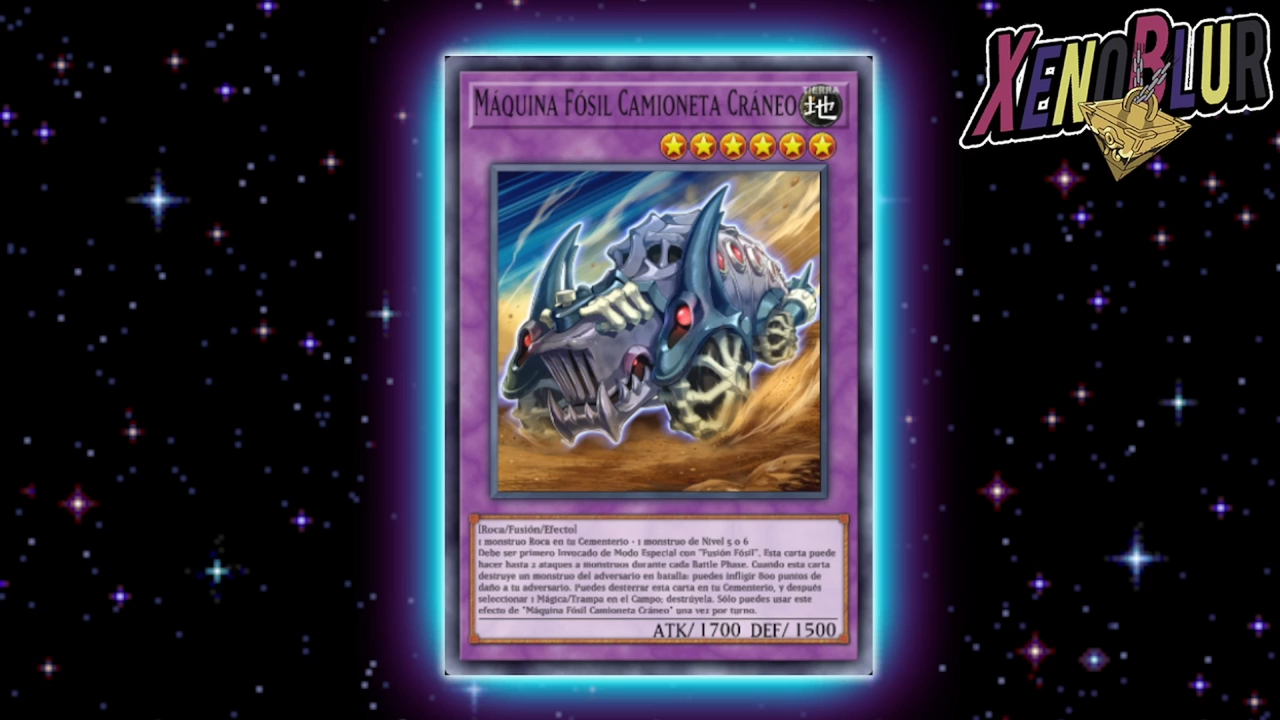 XENOBLUR
MÁQUINA FÓSIL CAMIONETA CRÁNEO
TIERRA
地
[Roca/Fusión/Efecto]
1 monstruo Roca en tu Cementerio + 1 monstruo de Nivel 5 o 6
Debe ser primero Invocado de Modo Especial con "Fusión Fósil". Esta carta puede
hacer hasta 2 ataques a monstruos durante cada Battle Phase. Cuando esta carta
destruye un monstruo del adversario en batalla: puedes infligir 800 puntos de
daño a tu adversario. Puedes desterrar esta carta en tu Cementerio, y después
seleccionar 1 Mágica/Trampa en el Campo; destrúyela. Sólo puedes usar este
efecto de "Máquina Fósil Camioneta Cráneo" una vez por turno.
ATK/ 1700 DEF/ 1500